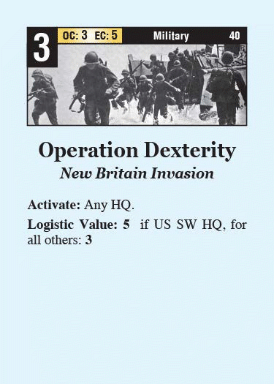 3 OC: 3 EC: 5 Military 40
Operation Dexterity
New Britain Invasion
Activate: Any HQ.
Logistic Value: 5 if US SW HQ, for
all others: 3